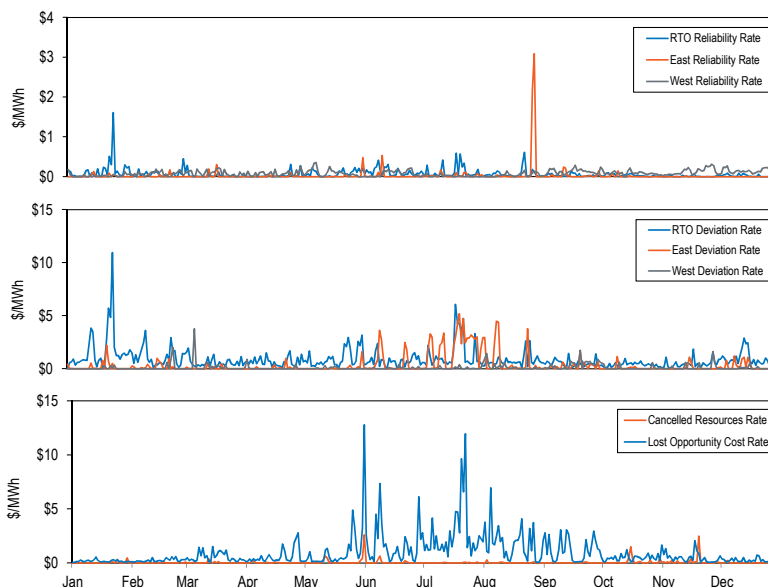 $4
$3
$2
$1
$0
$/MWh
RTO Reliability Rate
East Reliability Rate
West Reliability Rate
$15
$10
$5
$0
$/MWh
RTO Deviation Rate
East Deviation Rate
West Deviation Rate
$15
$10
$5
$0
$/MWh
Cancelled Resources Rate
Lost Opportunity Cost Rate
Jan Feb Mar Apr May Jun Jul Aug Sep Oct Nov Dec